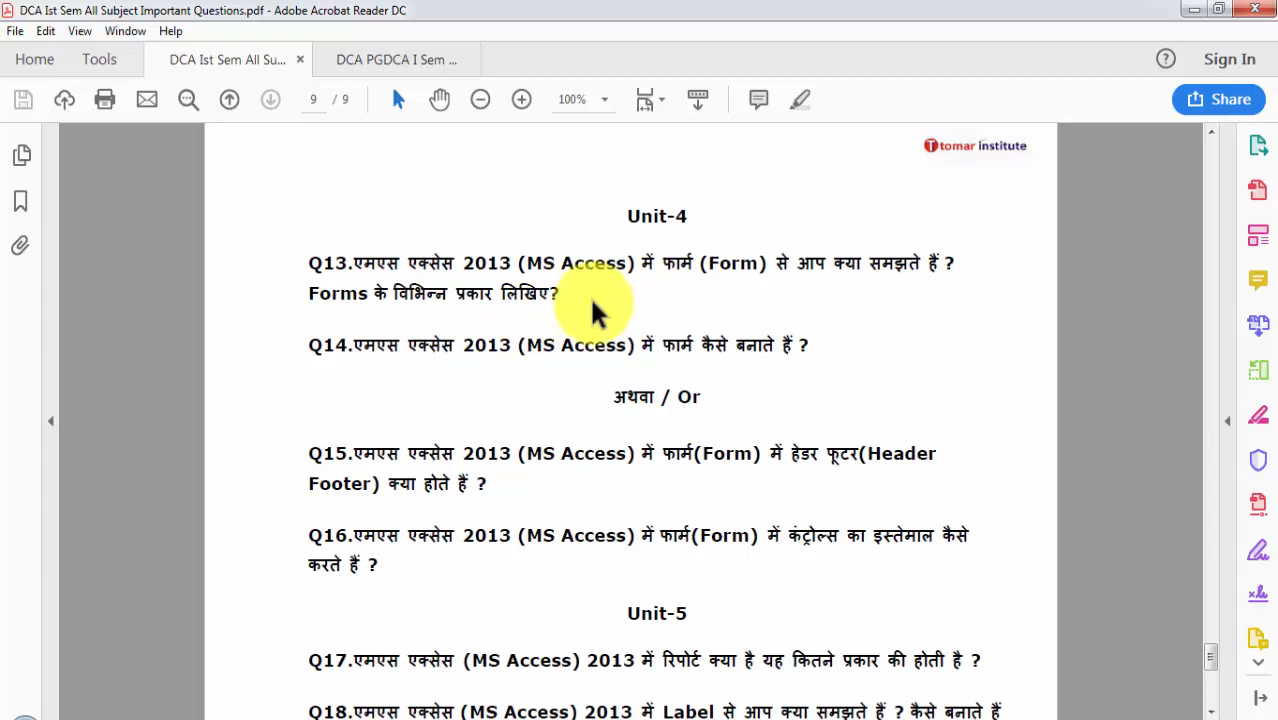 DCA Ist Sem All Subject Important Questions.pdf - Adobe Acrobat Reader DC
File Edit View Window Help
Home Tools DCA Ist Sem All Su... × DCA PGDCA I Sem ... Sign In
9 / 9 100% Share
tomar institute
Unit-4
Q13.एमएस एक्सेस 2013 (MS Access) में फार्म (Form) से आप क्या समझते हैं ?
Forms के विभिन्न प्रकार लिखिए?
Q14.एमएस एक्सेस 2013 (MS Access) में फार्म कैसे बनाते हैं ?
अथवा / Or
Q15.एमएस एक्सेस 2013 (MS Access) में फार्म(Form) में हेडर फूटर(Header
Footer) क्या होते हैं ?
Q16.एमएस एक्सेस 2013 (MS Access) में फार्म(Form) में कंट्रोल्स का इस्तेमाल कैसे
करते हैं ?
Unit-5
Q17.एमएस एक्सेस (MS Access) 2013 में रिपोर्ट क्या है यह कितने प्रकार की होती है ?
Q18.एमएस एक्सेस (MS Access) 2013 में Label से आप क्या समझते हैं ? कैसे बनाते हैं